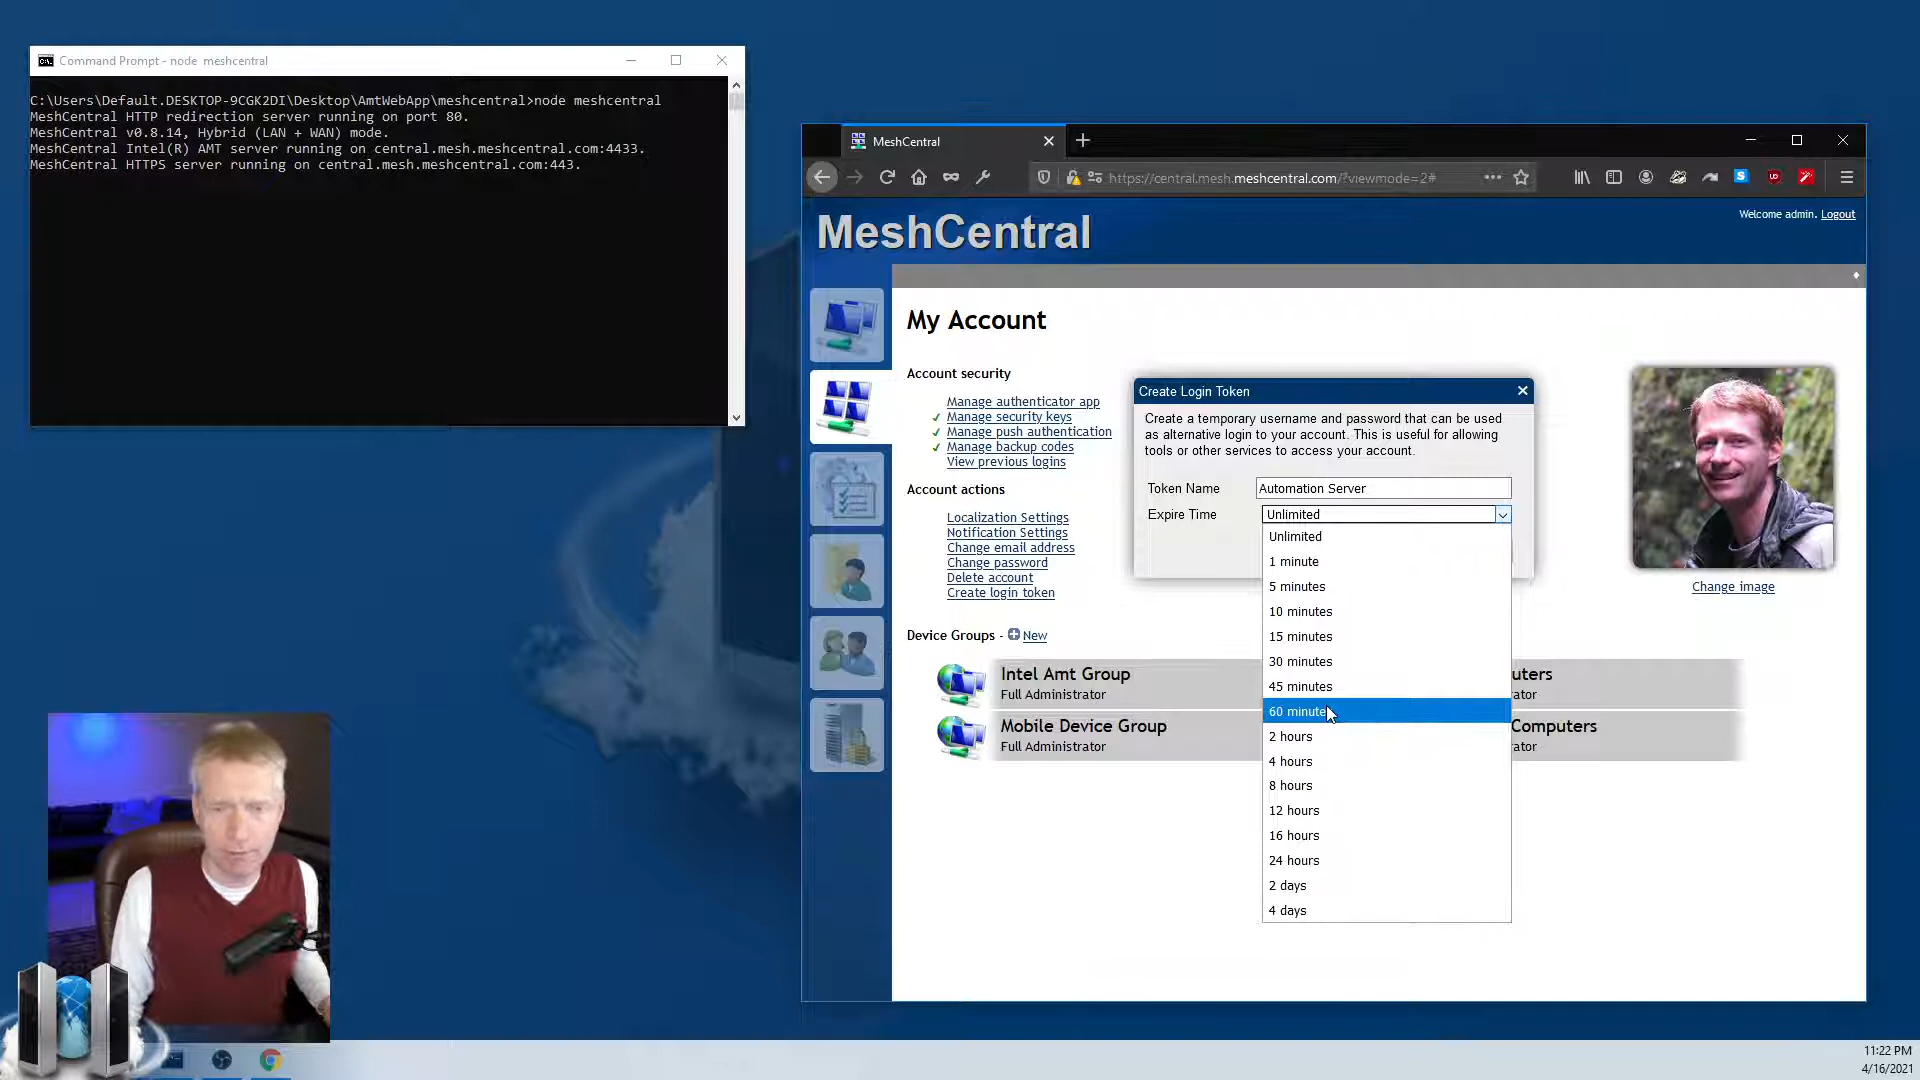 Command Prompt - node  meshcentral
C:\Users\Default.DESKTOP-9CGK2DI\Desktop\AmtWebApp\meshcentral>node meshcentral
MeshCentral HTTP redirection server running on port 80.
MeshCentral v0.8.14, Hybrid (LAN + WAN) mode.
MeshCentral Intel(R) AMT server running on central.mesh.meshcentral.com:4433.
MeshCentral HTTPS server running on central.mesh.meshcentral.com:443.
MeshCentral
https://central.mesh.meshcentral.com/?viewmode=2#
MeshCentral
Welcome admin. Logout
My Account
Account security
Manage authenticator app
Manage security keys
Manage push authentication
Manage backup codes
View previous logins
Account actions
Localization Settings
Notification Settings
Change email address
Change password
Delete account
Create login token
Create Login Token
Create a temporary username and password that can be used
as alternative login to your account. This is useful for allowing
tools or other services to access your account.
Token Name
Automation Server
Expire Time
Unlimited
Unlimited
1 minute
5 minutes
10 minutes
15 minutes
30 minutes
45 minutes
60 minute
2 hours
4 hours
8 hours
12 hours
16 hours
24 hours
2 days
4 days
Change image
Device Groups - New
Intel Amt Group
Full Administrator
uters
ator
Mobile Device Group
Full Administrator
Computers
ator
11:22 PM
4/16/2021